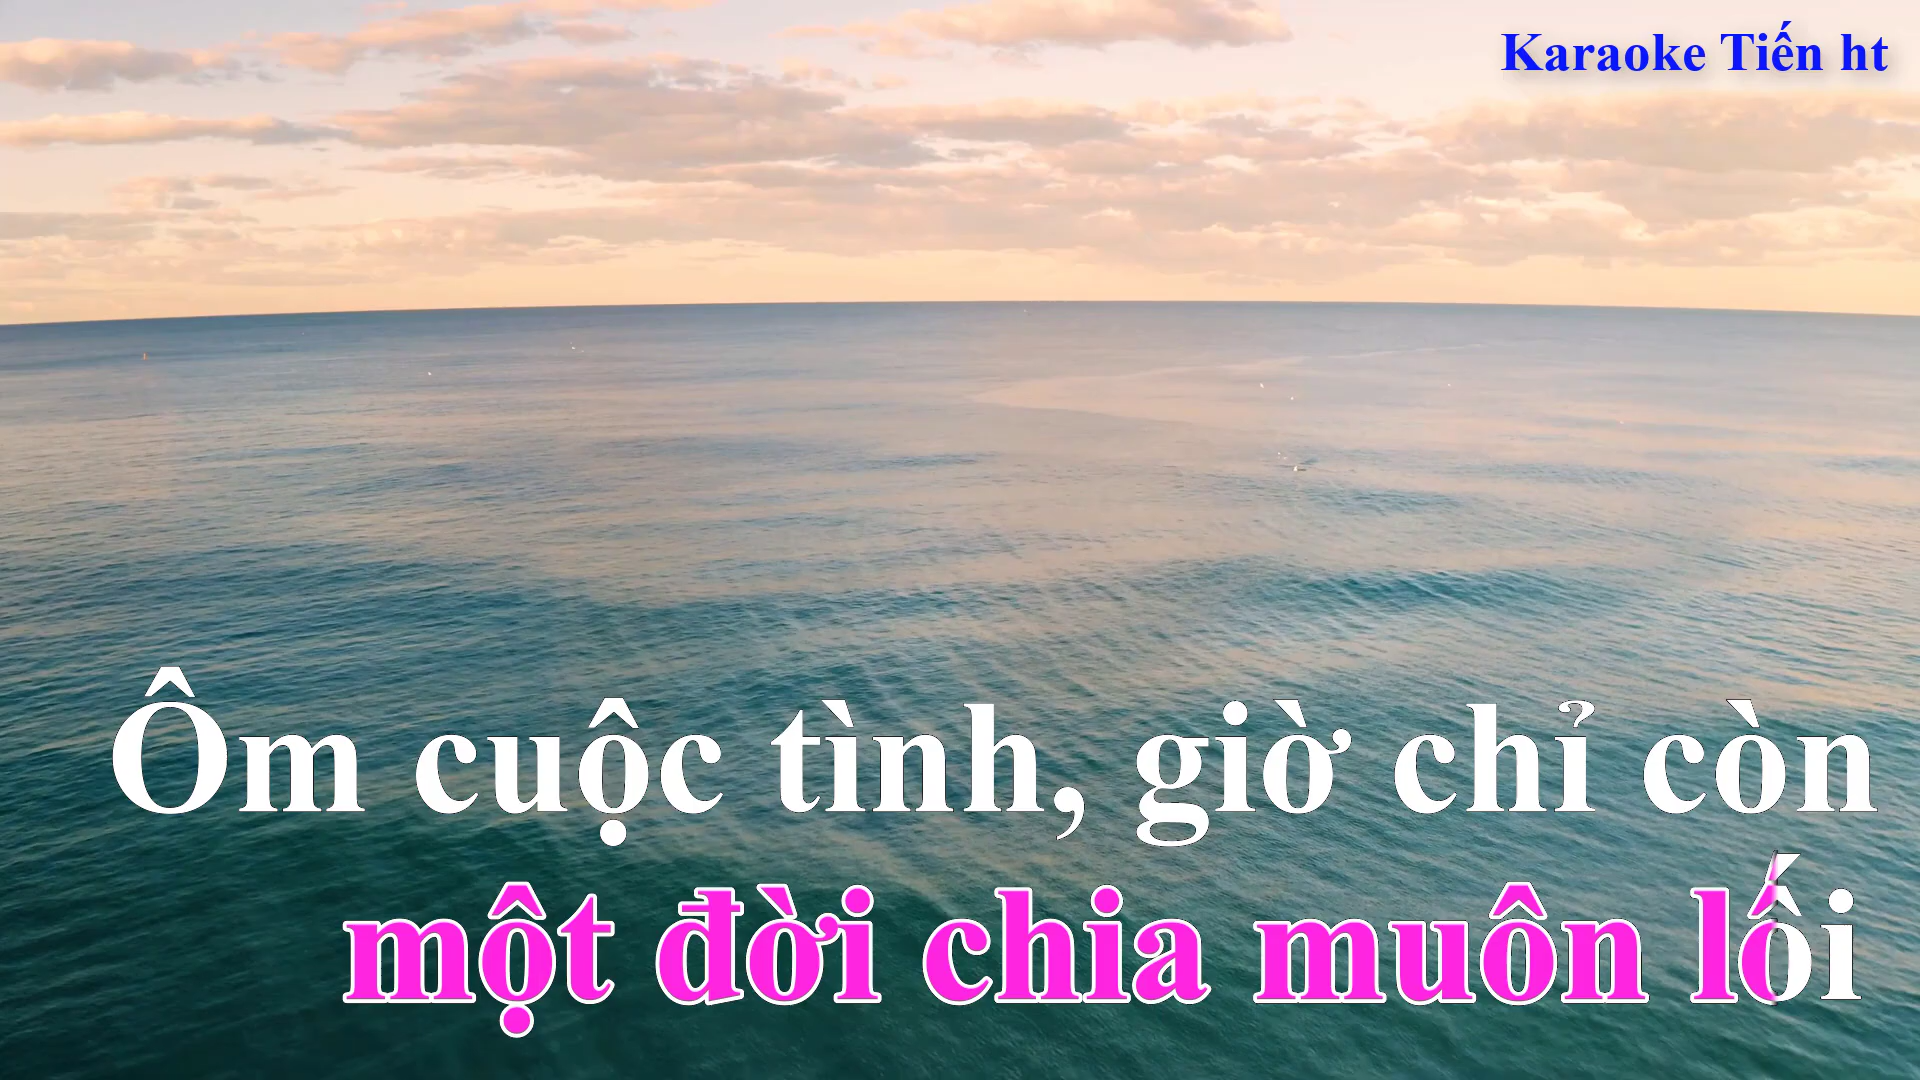 Karaoke Tiến ht
Ôm cuộc tình, giờ chỉ còn
một đời chia muôn lối